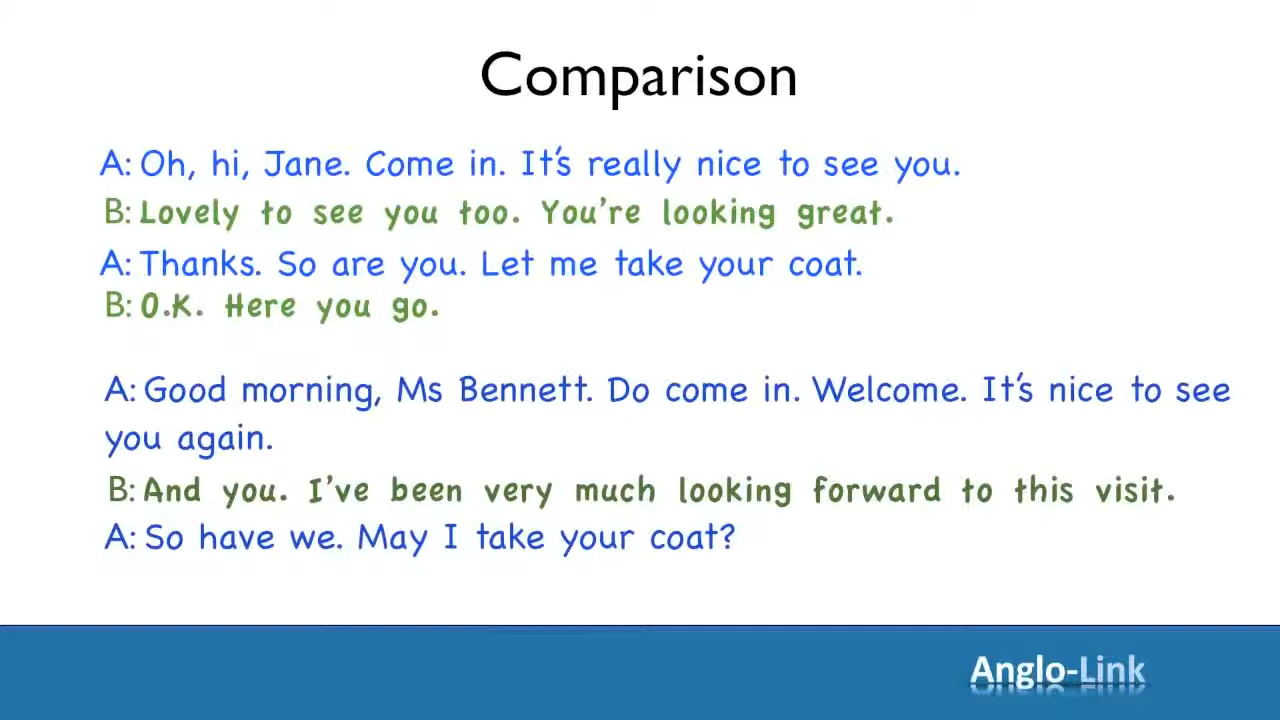 Comparison
A: Oh, hi, Jane. Come in. It's really nice to see you.
B: Lovely to see you too. You're looking great.
A: Thanks. So are you. Let me take your coat.
B: O.K. Here you go.
A: Good morning, Ms Bennett. Do come in. Welcome. It's nice to see
you again.
B: And you. I've been very much looking forward to this visit.
A: So have we. May I take your coat?
Anglo-Link